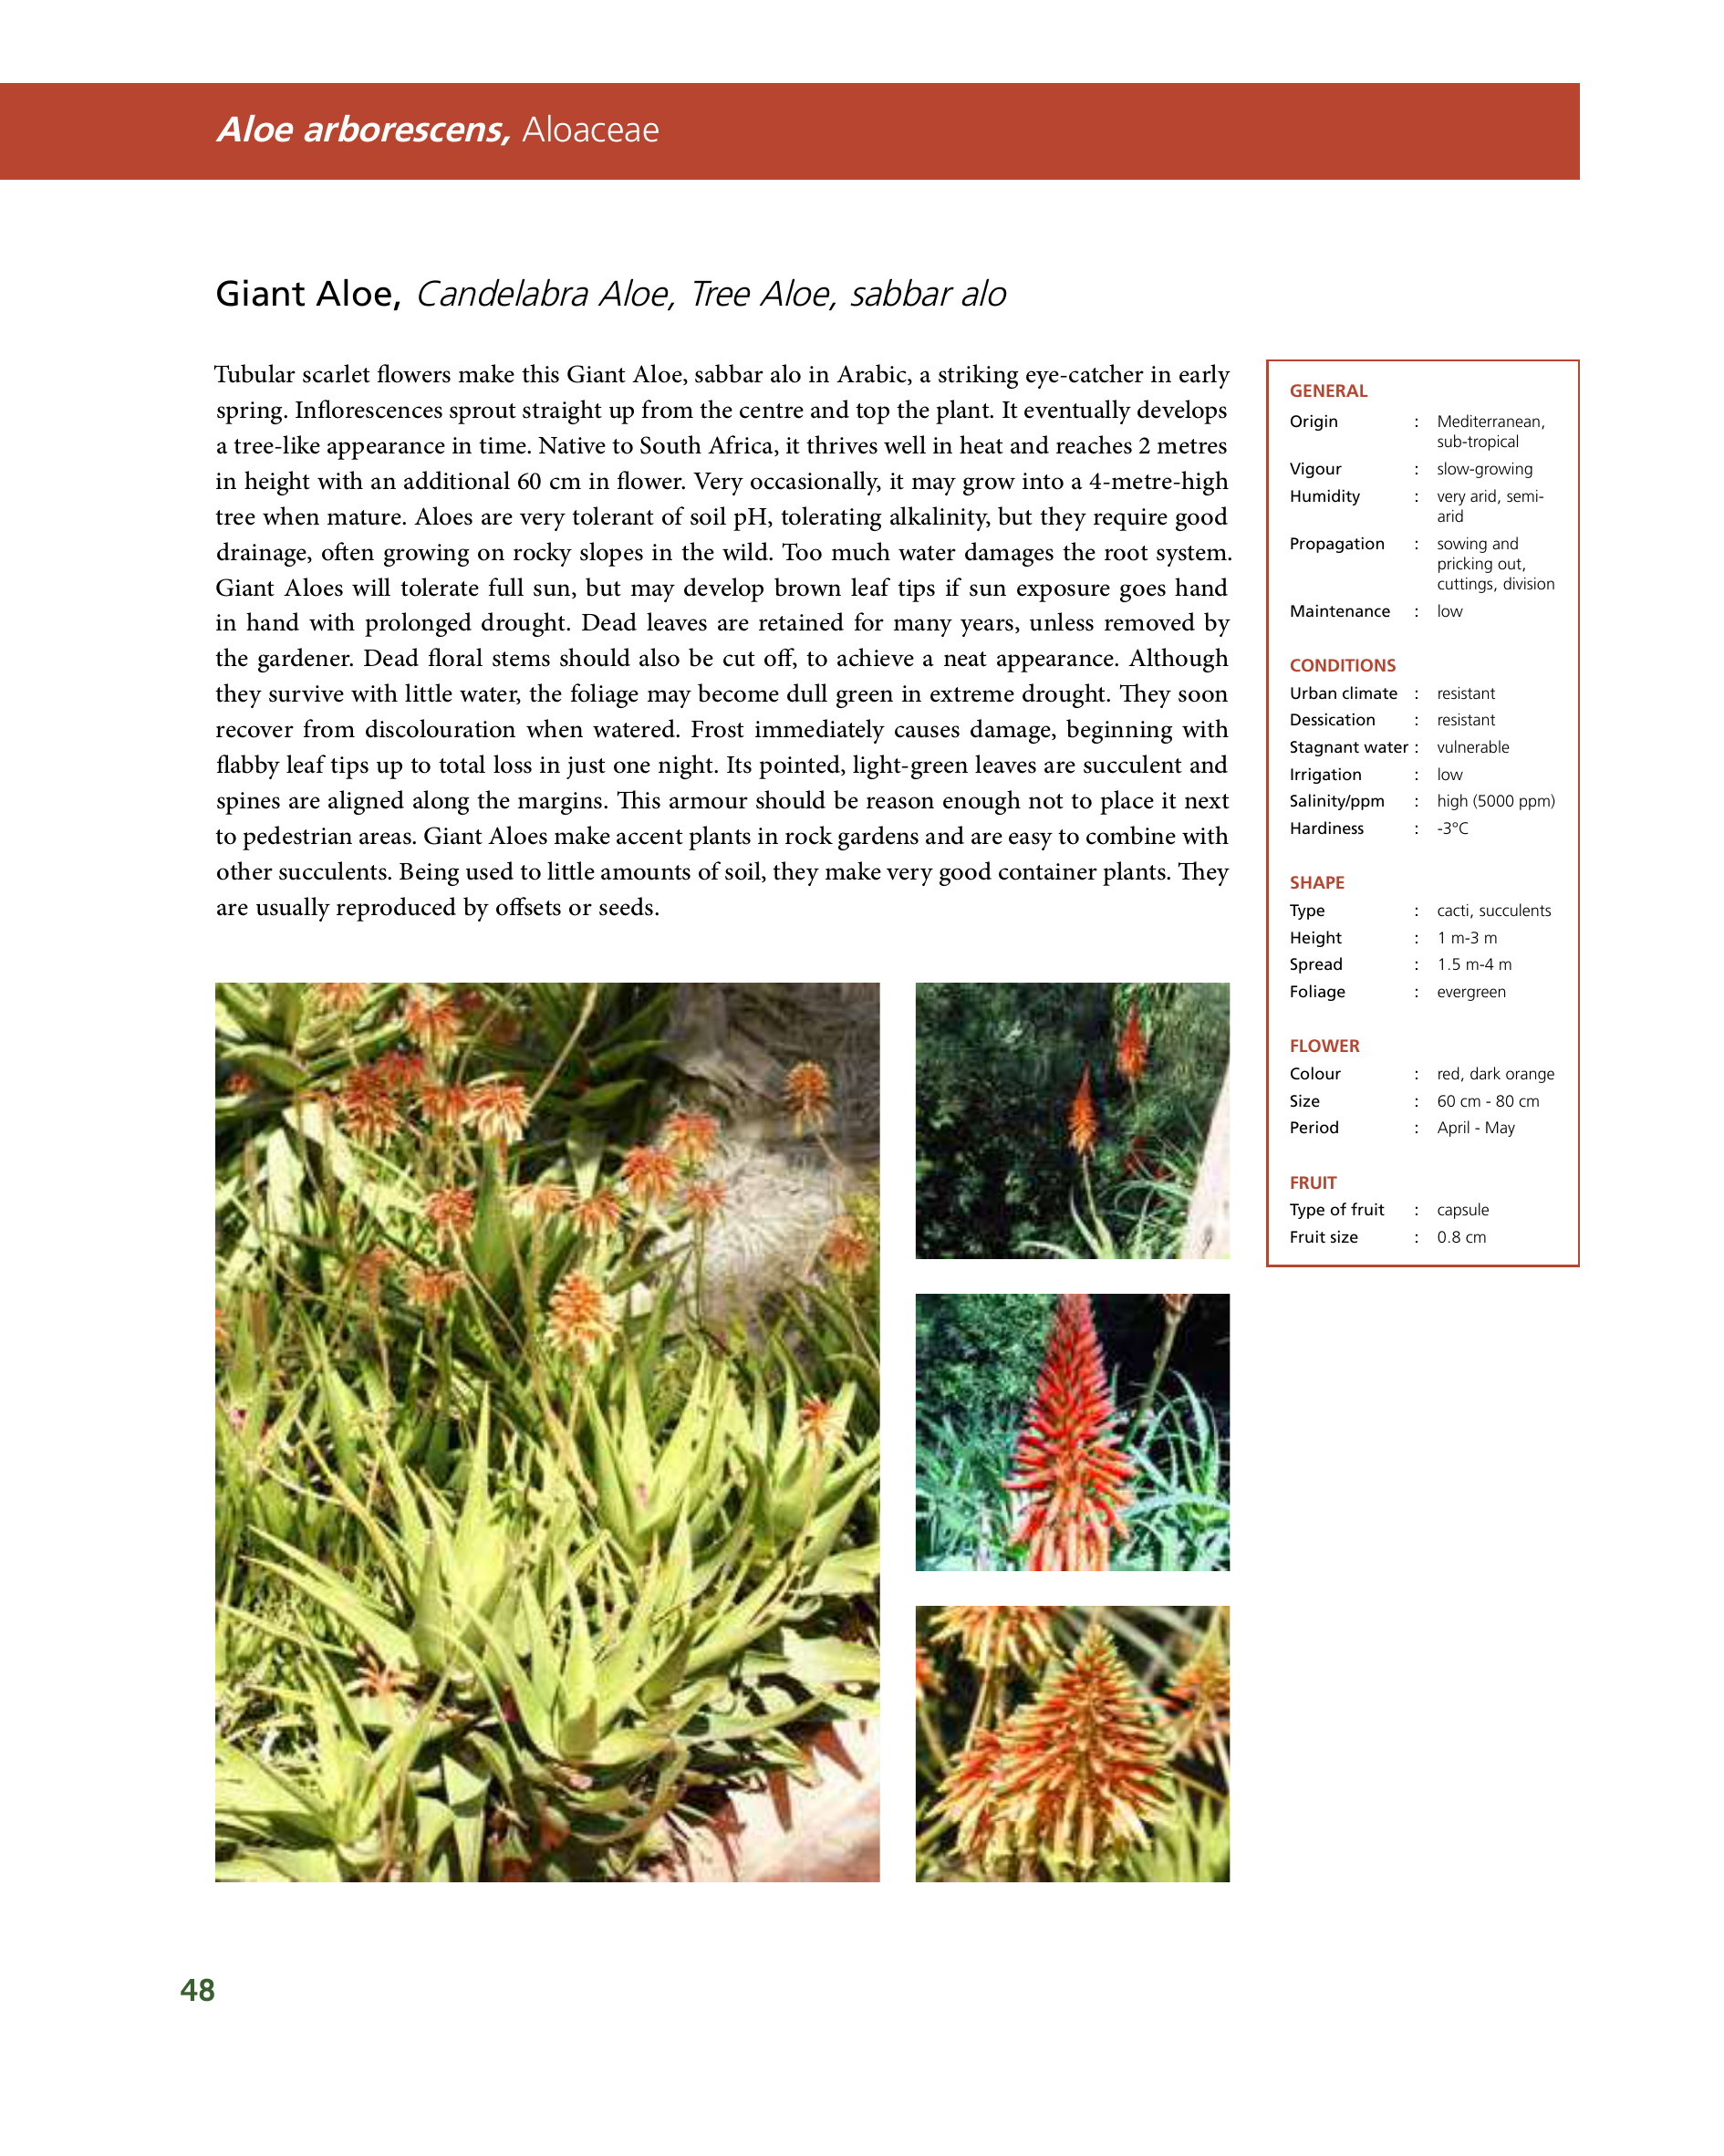 Aloe arborescens, Aloaceae
Giant Aloe, Candelabra Aloe, Tree Aloe, sabbar alo
Tubular scarlet flowers make this Giant Aloe, sabbar alo in Arabic, a striking eye-catcher in early
spring. Inflorescences sprout straight up from the centre and top the plant. It eventually develops
a tree-like appearance in time. Native to South Africa, it thrives well in heat and reaches 2 metres
in height with an additional 60 cm in flower. Very occasionally, it may grow into a 4-metre-high
tree when mature. Aloes are very tolerant of soil pH, tolerating alkalinity, but they require good
drainage, often growing on rocky slopes in the wild. Too much water damages the root system.
Giant Aloes will tolerate full sun, but may develop brown leaf tips if sun exposure goes hand
in hand with prolonged drought. Dead leaves are retained for many years, unless removed by
the gardener. Dead floral stems should also be cut off, to achieve a neat appearance. Although
they survive with little water, the foliage may become dull green in extreme drought. They soon
recover from discolouration when watered. Frost immediately causes damage, beginning with
flabby leaf tips up to total loss in just one night. Its pointed, light-green leaves are succulent and
spines are aligned along the margins. This armour should be reason enough not to place it next
to pedestrian areas. Giant Aloes make accent plants in rock gardens and are easy to combine with
other succulents. Being used to little amounts of soil, they make very good container plants. They
are usually reproduced by offsets or seeds.
GENERAL
Origin : Mediterranean,
sub-tropical
Vigour : slow-growing
Humidity : very arid, semi-
arid
Propagation : sowing and
pricking out,
cuttings, division
Maintenance : low
CONDITIONS
Urban climate : resistant
Dessication : resistant
Stagnant water : vulnerable
Irrigation : low
Salinity/ppm : high (5000 ppm)
Hardiness : -3°C
SHAPE
Type : cacti, succulents
Height : 1 m-3 m
Spread : 1.5 m-4 m
Foliage : evergreen
FLOWER
Colour : red, dark orange
Size : 60 cm - 80 cm
Period : April - May
FRUIT
Type of fruit : capsule
Fruit size : 0.8 cm
48